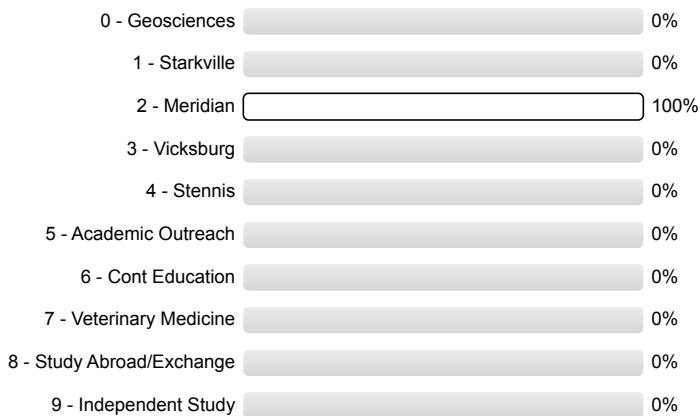 0 - Geosciences 0%
1 - Starkville 0%
2 - Meridian 100%
3 - Vicksburg 0%
4 - Stennis 0%
5 - Academic Outreach 0%
6 - Cont Education 0%
7 - Veterinary Medicine 0%
8 - Study Abroad/Exchange 0%
9 - Independent Study 0%